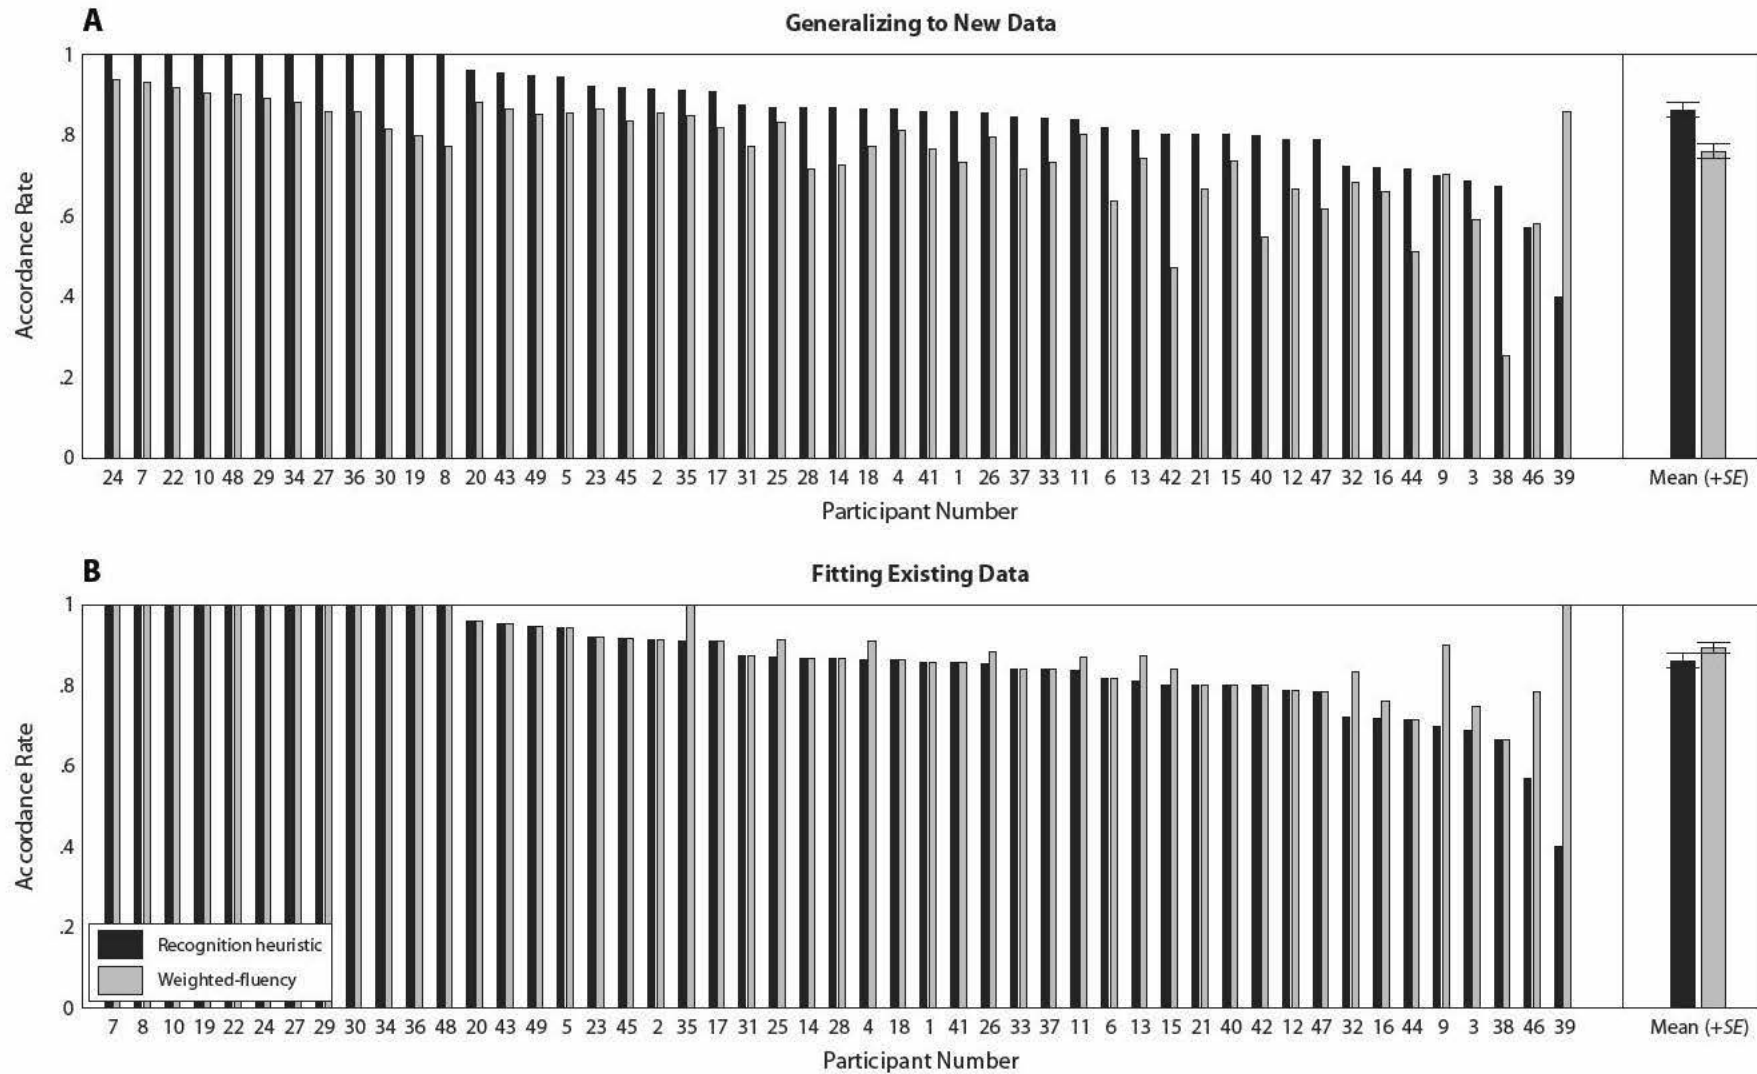 A
Generalizing to New Data
Accordance Rate
1
.8
.6
.4
.2
0
24 7 22 10 48 29 34 27 36 30 19 8 20 43 49 5 23 45 2 35 17 31 25 28 14 18 4 41 1 26 37 33 11 6 13 42 21 15 40 12 47 32 16 44 9 3 38 46 39 Mean (+SE)
Participant Number
B
Fitting Existing Data
Accordance Rate
1
.8
.6
.4
.2
0
Recognition heuristic
Weighted-fluency
7 8 10 19 22 24 27 29 30 34 36 48 20 43 49 5 23 45 2 35 17 31 25 14 28 4 18 1 41 26 33 37 11 6 13 15 21 40 42 12 47 32 16 44 9 3 38 46 39 Mean (+SE)
Participant Number